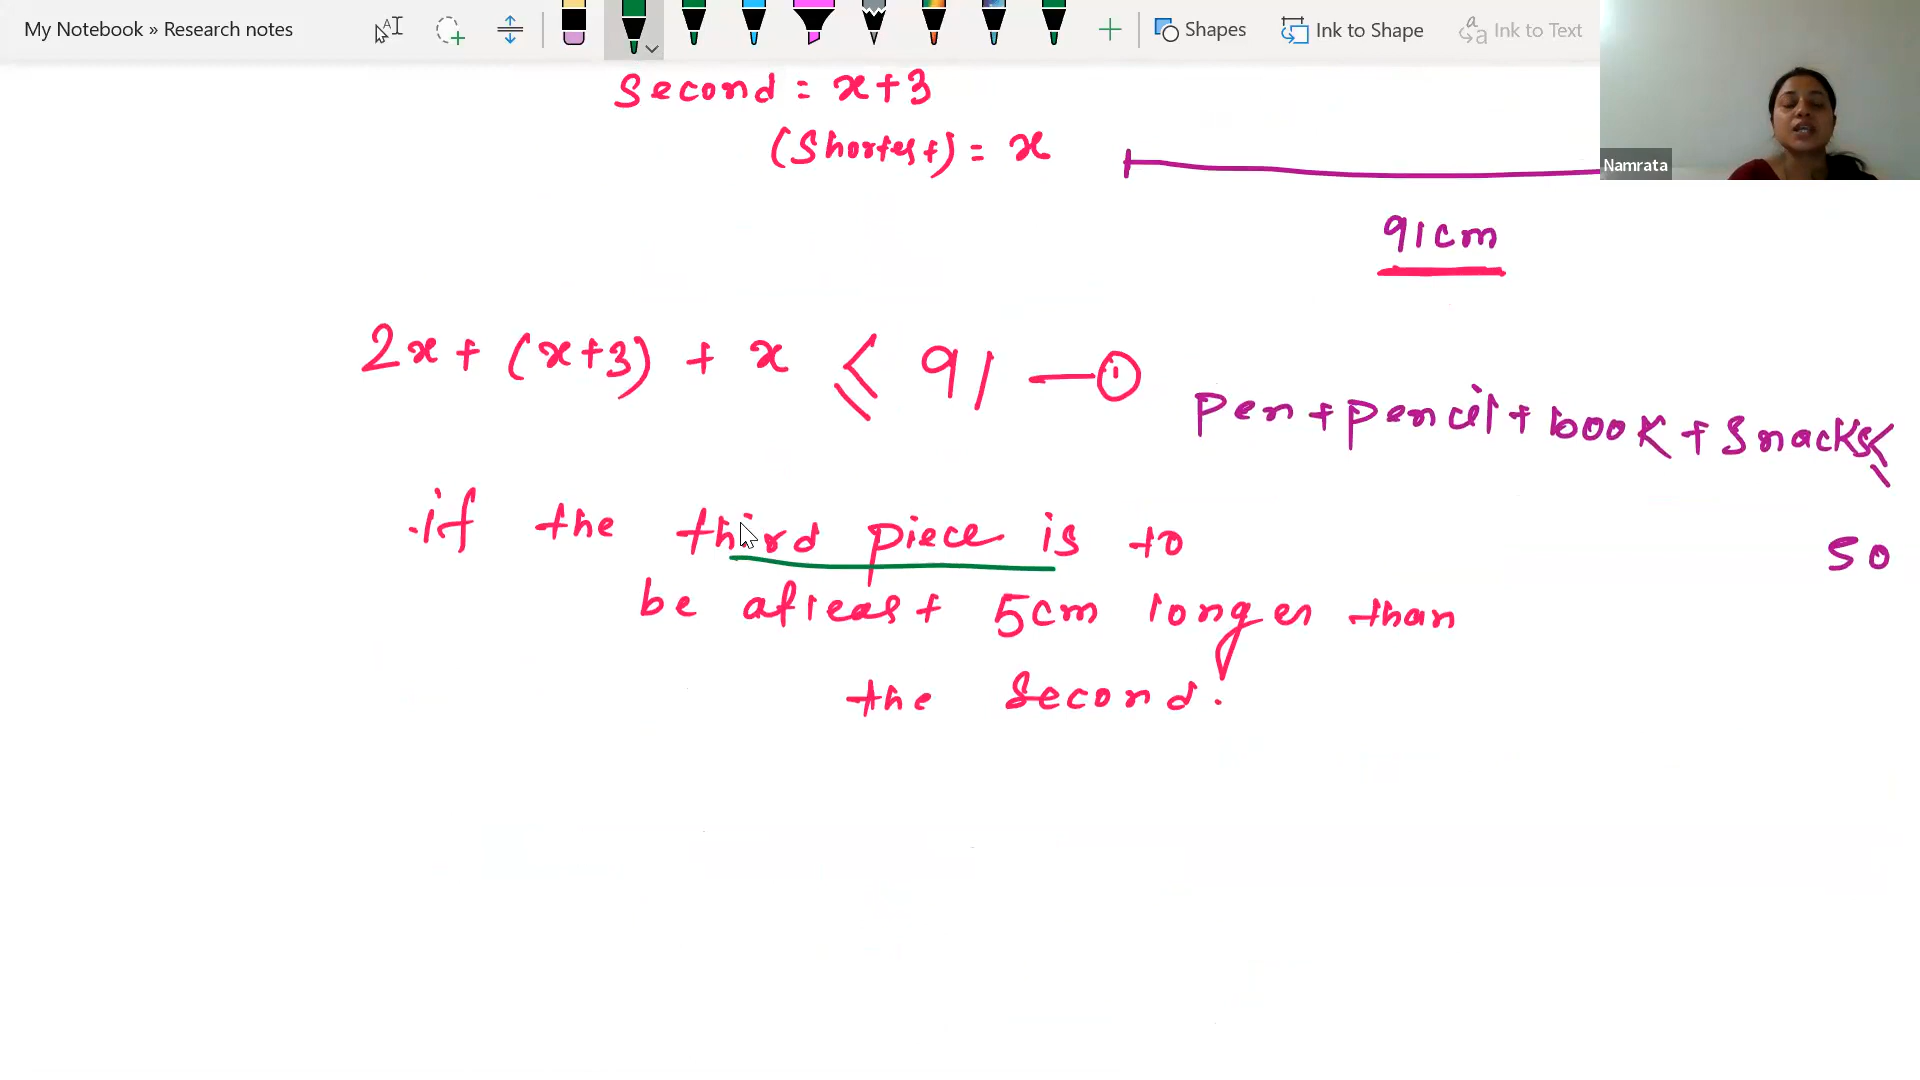 My Notebook » Research notes
Shapes
Ink to Shape
Ink to Text
Namrata
Second = x+3
(Shortest) = x
91cm
2x + (x+3) + x ≤ 91 — ①
pen + pencil + book + Snacks ≤
50
if the third piece is to
be atleast 5cm longer than
the Second.